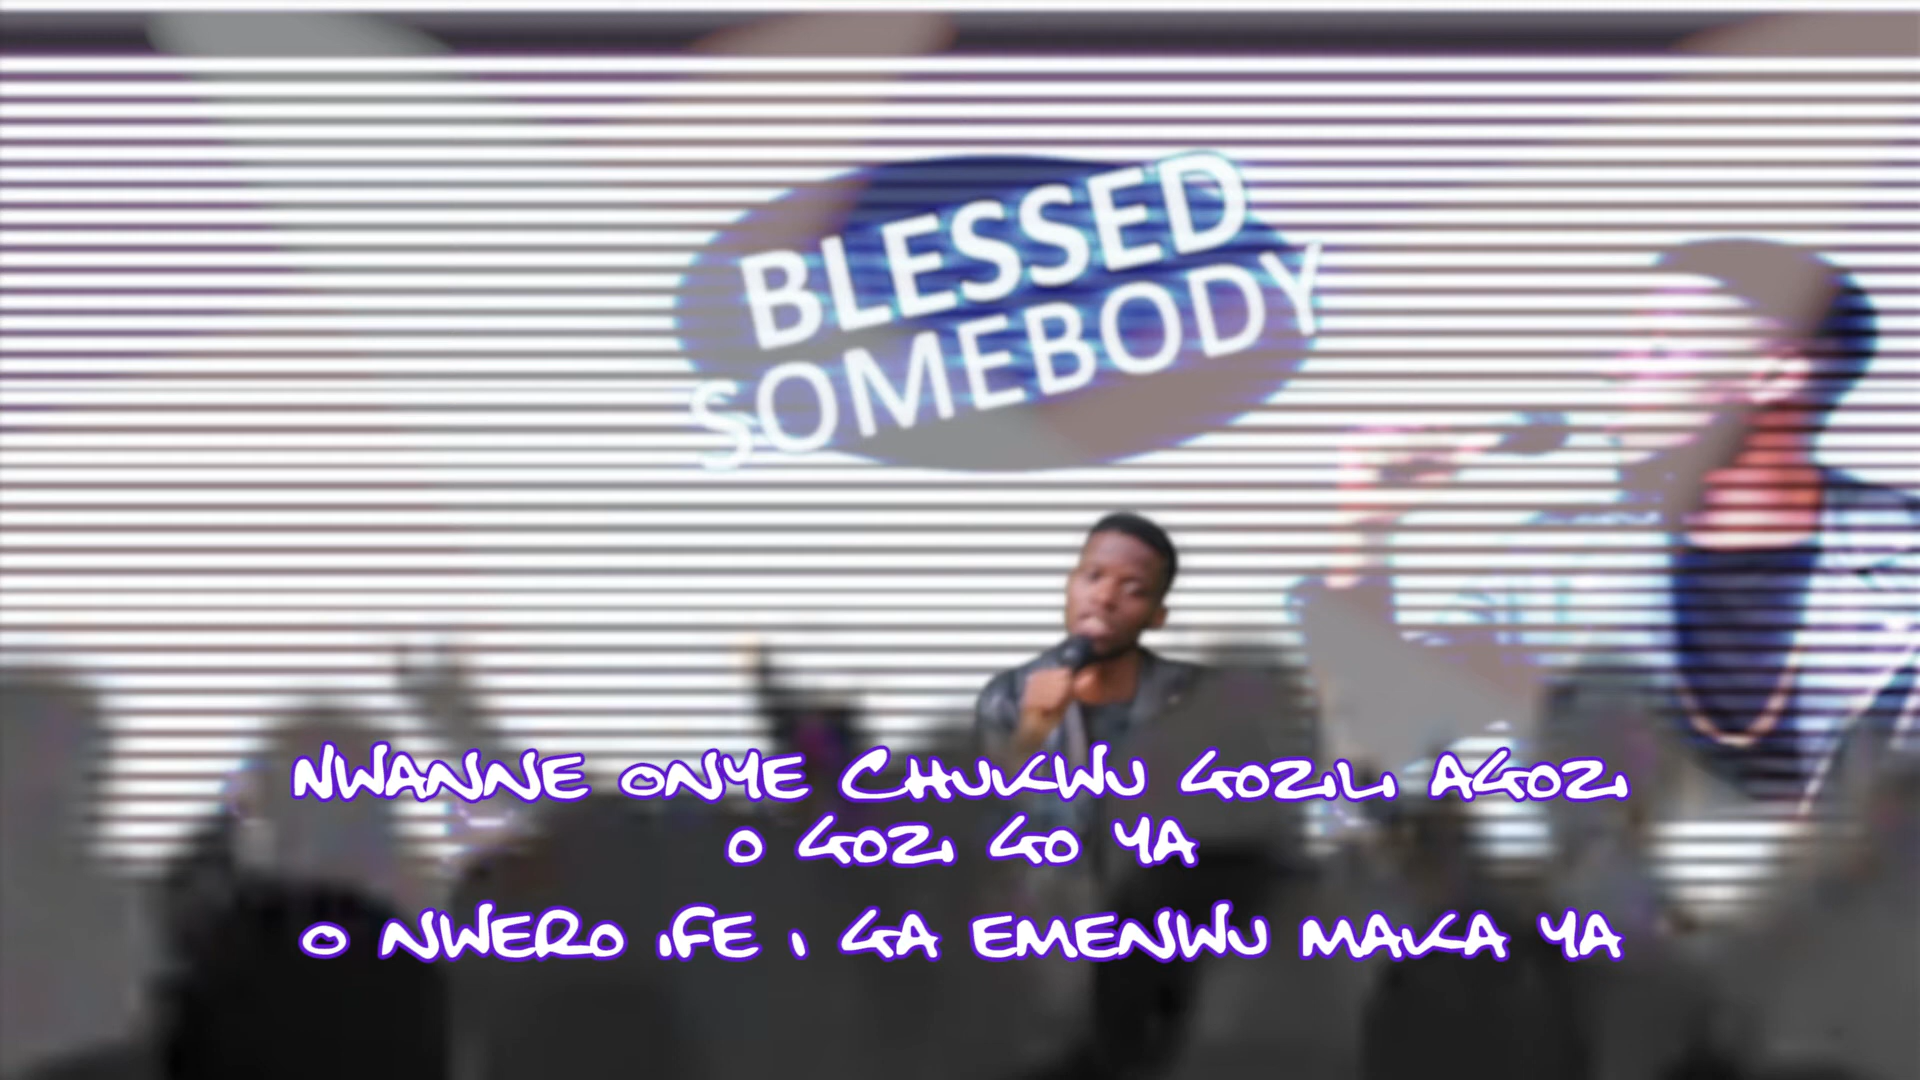 BLESSED
SOMEBODY
NWANNE ONYE CHUKWU GOZILI AGOZI
O GOZI GO YA
O NWERO IFE I GA EMENWU MAKA YA